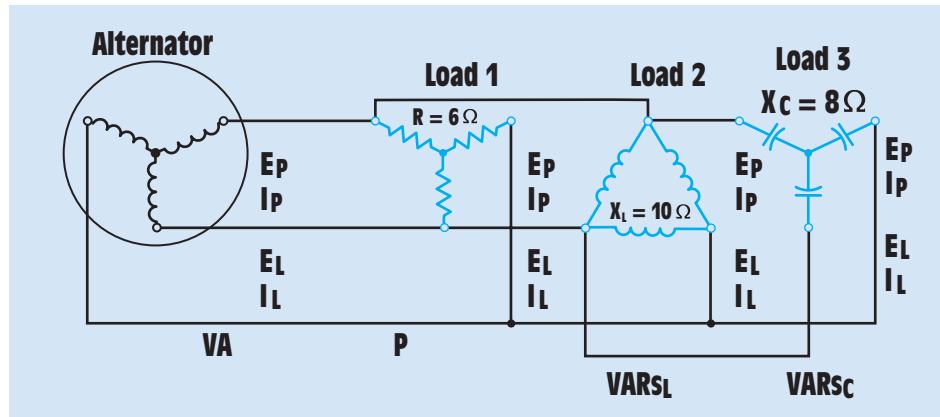 Alternator
Load 1
Load 2
Load 3
R = 6 Ω
XC = 8 Ω
EP
IP
EP
IP
XL = 10 Ω
EP
IP
EP
IP
EL
IL
EL
IL
EL
IL
EL
IL
VA
P
VARSL
VARSC